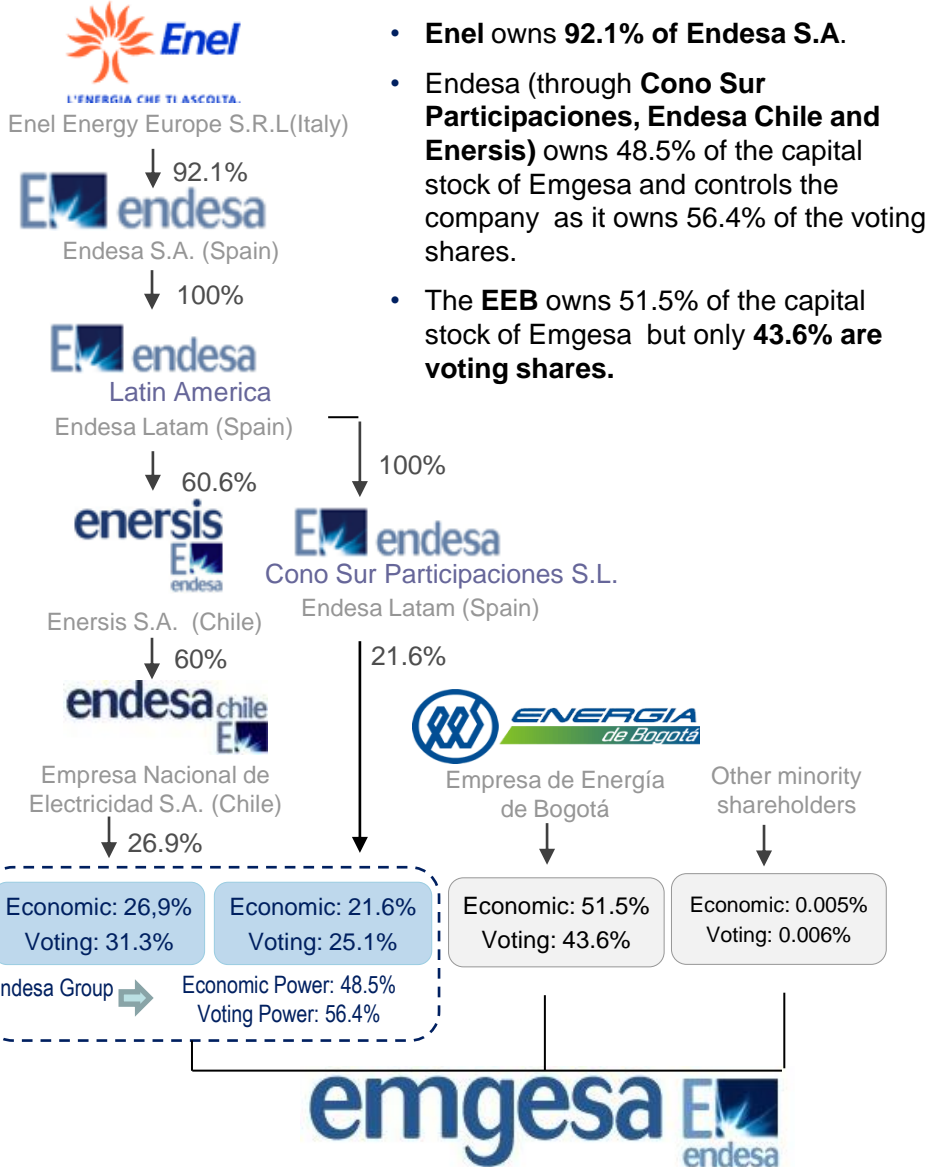 Enel
L'ENERGIA CHE TI ASCOLTA.
Enel Energy Europe S.R.L(Italy)
92.1%
endesa
Endesa S.A. (Spain)
100%
endesa
Latin America
Endesa Latam (Spain)
60.6%
enersis
endesa
Enersis S.A. (Chile)
60%
endesa chile
Empresa Nacional de
Electricidad S.A. (Chile)
26.9%
• Enel owns 92.1% of Endesa S.A.
• Endesa (through Cono Sur
Participaciones, Endesa Chile and
Enersis) owns 48.5% of the capital
stock of Emgesa and controls the
company as it owns 56.4% of the voting
shares.
• The EEB owns 51.5% of the capital
stock of Emgesa but only 43.6% are
voting shares.
100%
endesa
Cono Sur Participaciones S.L.
Endesa Latam (Spain)
21.6%
ENERGIA
de Bogotá
Empresa de Energía
de Bogotá
Other minority
shareholders
Economic: 26,9%
Voting: 31.3%
Economic: 21.6%
Voting: 25.1%
Economic: 51.5%
Voting: 43.6%
Economic: 0.005%
Voting: 0.006%
ndesa Group
Economic Power: 48.5%
Voting Power: 56.4%
emgesa
endesa